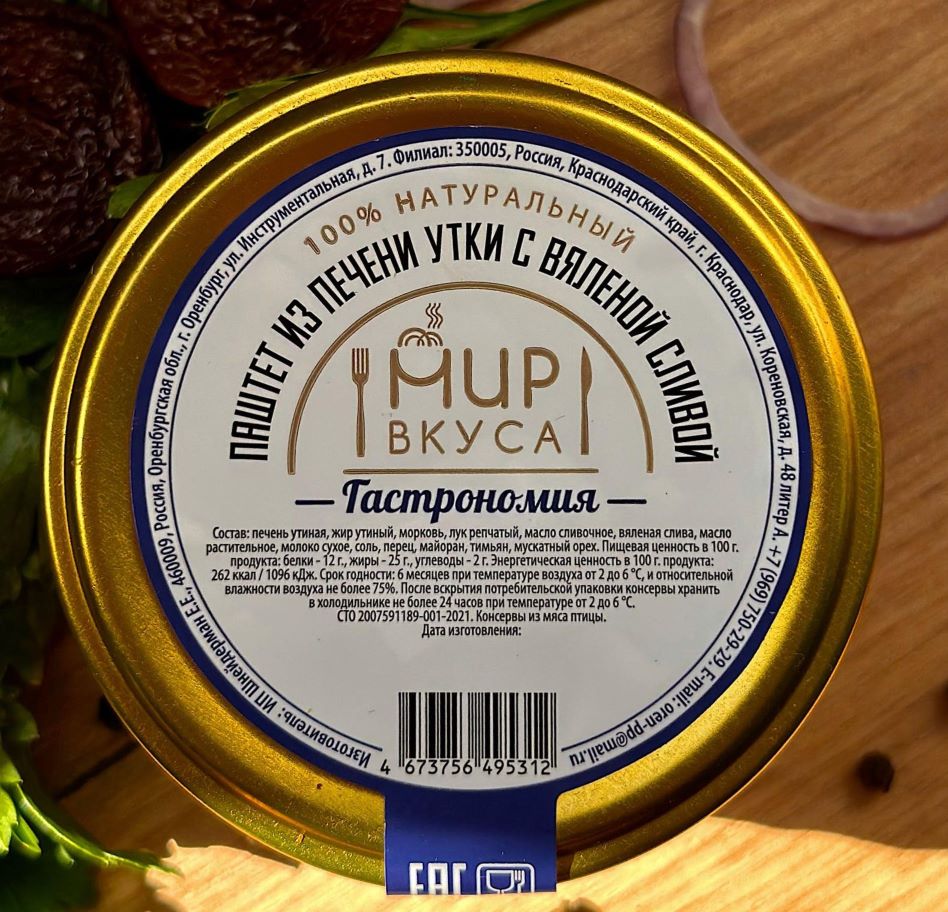 Изготовитель: ИП Шнейдерман Е.Е., 460009, Россия, Оренбургская обл., г. Оренбург, ул. Инструментальная, д. 7. Филиал: 350005, Россия, Краснодарский край, г. Краснодар, ул. Кореновская, д. 48 литер А. +7 (969) 750-29-29. E-mail: oren-pp@mail.ru
100% НАТУРАЛЬНЫЙ
ПАШТЕТ ИЗ ПЕЧЕНИ УТКИ С ВЯЛЕНОЙ СЛИВОЙ
МИР
ВКУСА
— Гастрономия —
Состав: печень утиная, жир утиный, морковь, лук репчатый, масло сливочное, вяленая слива, масло
растительное, молоко сухое, соль, перец, майоран, тимьян, мускатный орех. Пищевая ценность в 100 г.
продукта: белки - 12 г., жиры - 25 г., углеводы - 2 г. Энергетическая ценность в 100 г. продукта:
262 ккал / 1096 кДж. Срок годности: 6 месяцев при температуре воздуха от 2 до 6 °С, и относительной
влажности воздуха не более 75%. После вскрытия потребительской упаковки консервы хранить
в холодильнике не более 24 часов при температуре от 2 до 6 °С.
СТО 2007591189-001-2021. Консервы из мяса птицы.
Дата изготовления:
4 673756 495312
EAC